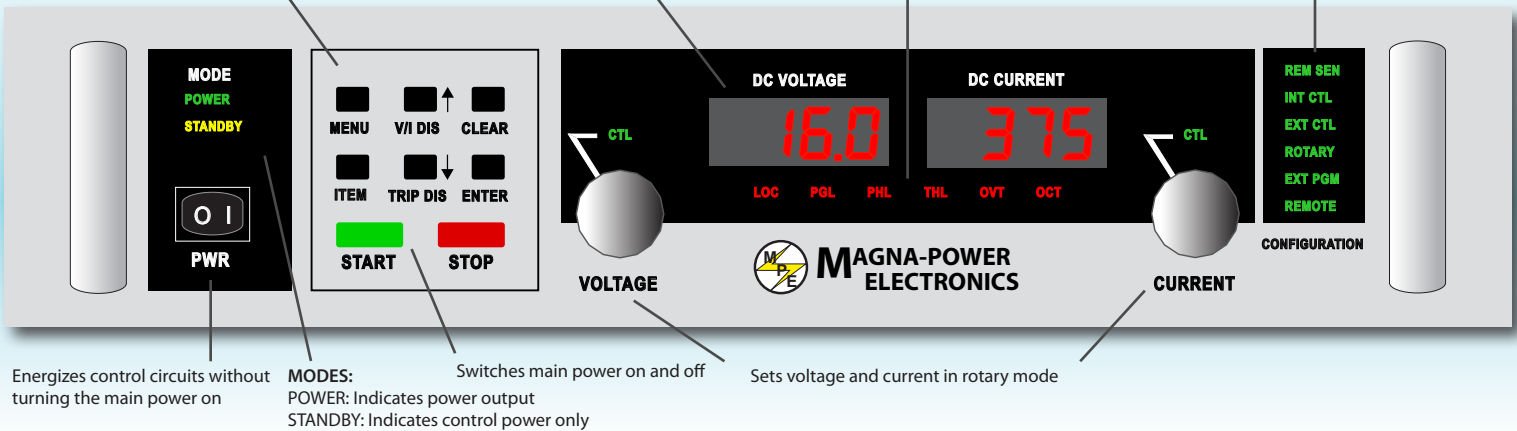 MODE
POWER
STANDBY
O I
PWR
MENU V/I DIS CLEAR
ITEM TRIP DIS ENTER
START STOP
CTL
VOLTAGE
DC VOLTAGE
16.0
DC CURRENT
375
LOC PGL PHL THL OVT OCT
MPE
MAGNA-POWER
ELECTRONICS
CTL
CURRENT
REM SEN
INT CTL
EXT CTL
ROTARY
EXT PGM
REMOTE
CONFIGURATION
Energizes control circuits without
turning the main power on
MODES:
POWER: Indicates power output
STANDBY: Indicates control power only
Switches main power on and off
Sets voltage and current in rotary mode